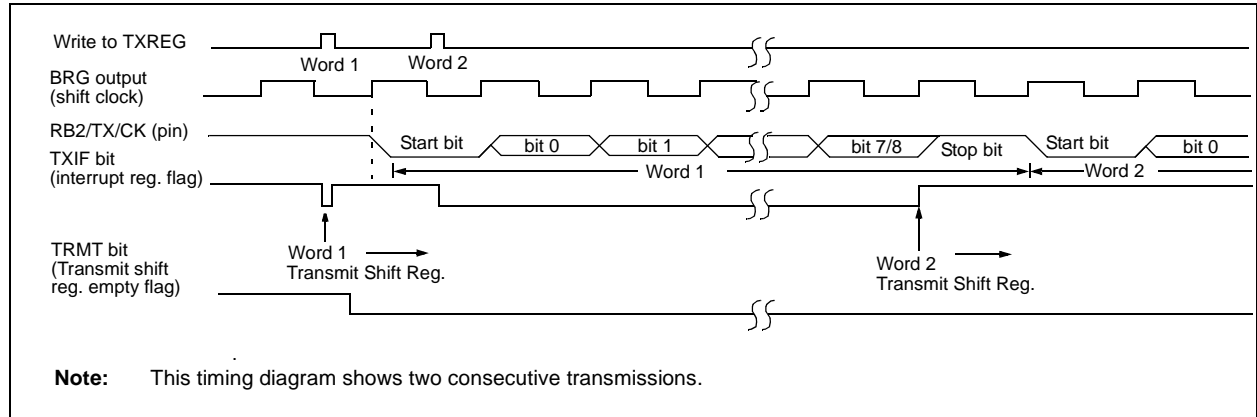 Write to TXREG
Word 1
Word 2
BRG output
(shift clock)
RB2/TX/CK (pin)
Start bit
bit 0
bit 1
bit 7/8
Stop bit
Start bit
bit 0
TXIF bit
(interrupt reg. flag)
Word 1
Word 2
TRMT bit
(Transmit shift
reg. empty flag)
Word 1
Transmit Shift Reg.
Word 2
Transmit Shift Reg.
Note: This timing diagram shows two consecutive transmissions.